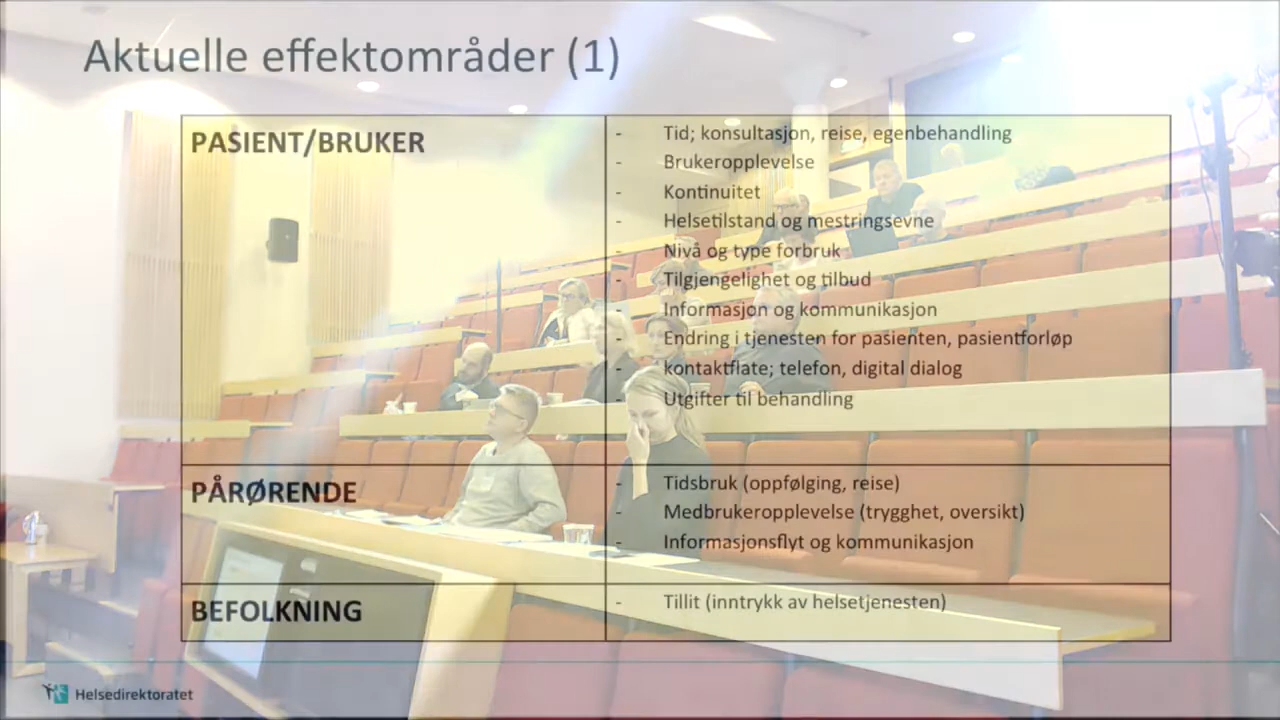 Aktuelle effektområder (1)
PASIENT/BRUKER
- Tid; konsultasjon, reise, egenbehandling
- Brukeropplevelse
- Kontinuitet
- Helsetilstand og mestringsevne
- Nivå og type forbruk
- Tilgjengelighet og tilbud
- Informasjon og kommunikasjon
- Endring i tjenesten for pasienten, pasientforløp
- kontaktflate; telefon, digital dialog
- Utgifter til behandling
PÅRØRENDE
- Tidsbruk (oppfølging, reise)
- Medbrukeropplevelse (trygghet, oversikt)
- Informasjonsflyt og kommunikasjon
BEFOLKNING
- Tillit (inntrykk av helsetjenesten)
Helsedirektoratet